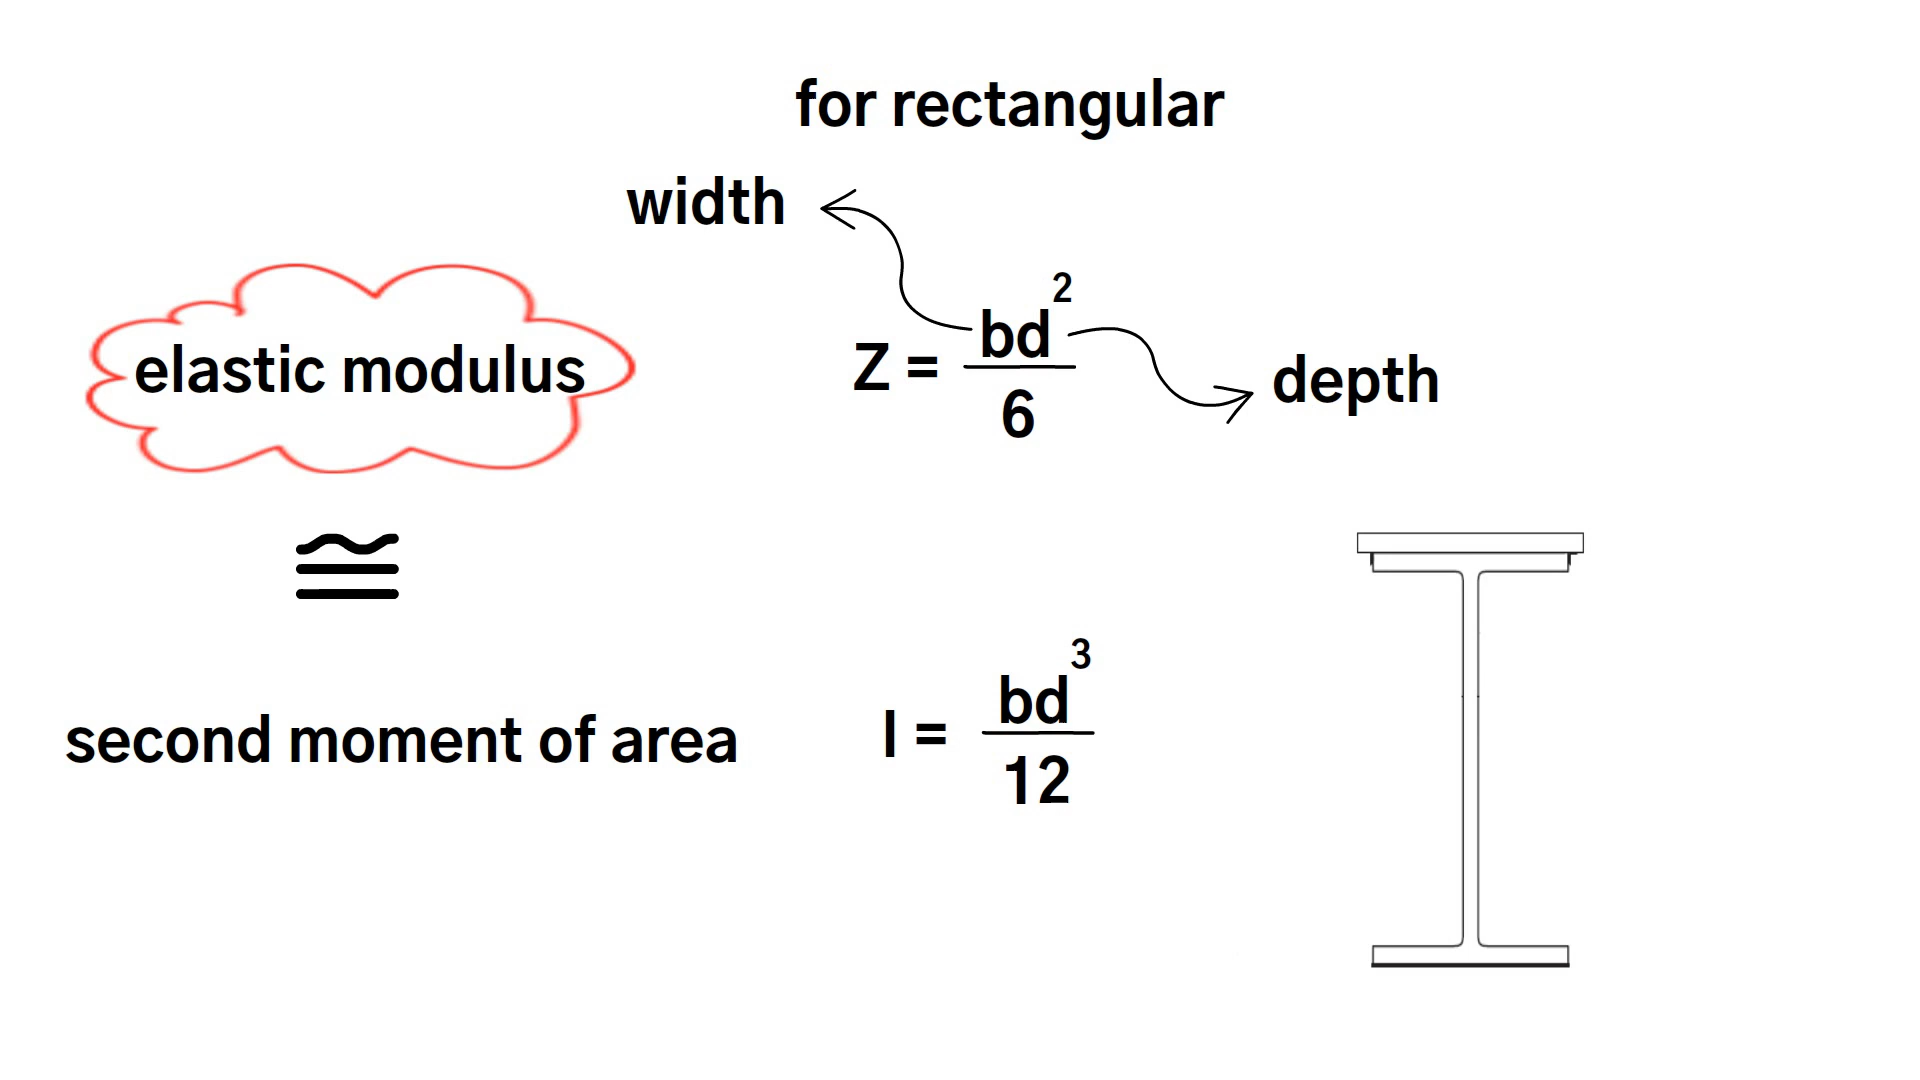 for rectangular
width
elastic modulus
Z = bd²/6
depth
≅
second moment of area
I = bd³/12